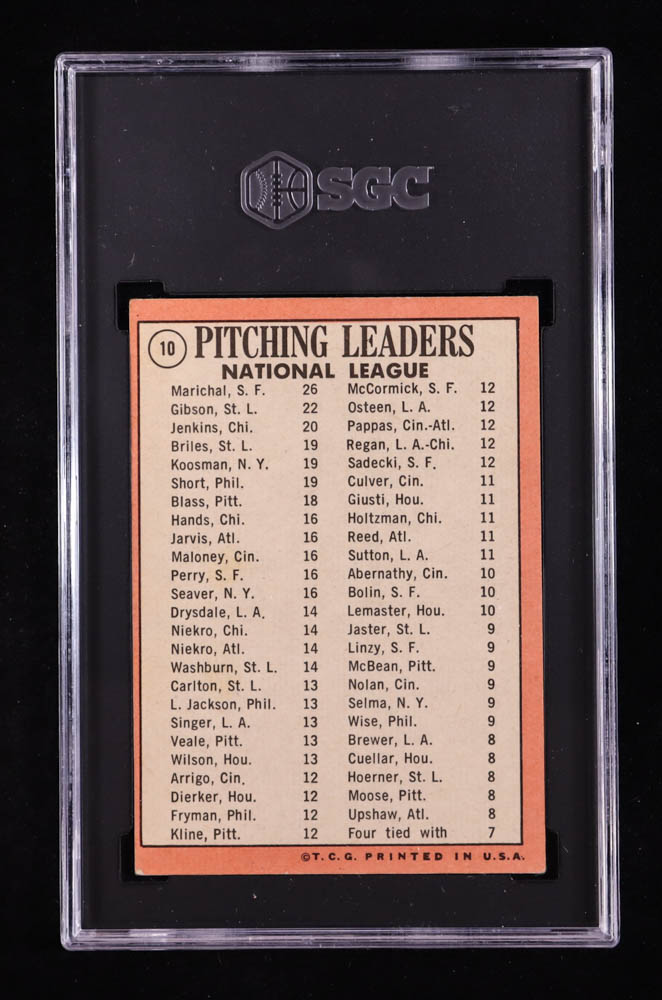 SGC
10 PITCHING LEADERS
NATIONAL LEAGUE
Marichal, S. F. 26 McCormick, S. F. 12
Gibson, St. L. 22 Osteen, L. A. 12
Jenkins, Chi. 20 Pappas, Cin.-Atl. 12
Briles, St. L. 19 Regan, L. A.-Chi. 12
Koosman, N. Y. 19 Sadecki, S. F. 12
Short, Phil. 19 Culver, Cin. 11
Blass, Pitt. 18 Giusti, Hou. 11
Hands, Chi. 16 Holtzman, Chi. 11
Jarvis, Atl. 16 Reed, Atl. 11
Maloney, Cin. 16 Sutton, L. A. 11
Perry, S. F. 16 Abernathy, Cin. 10
Seaver, N. Y. 16 Bolin, S. F. 10
Drysdale, L. A. 14 Lemaster, Hou. 10
Niekro, Chi. 14 Jaster, St. L. 9
Niekro, Atl. 14 Linzy, S. F. 9
Washburn, St. L. 14 McBean, Pitt. 9
Carlton, St. L. 13 Nolan, Cin. 9
L. Jackson, Phil. 13 Selma, N. Y. 9
Singer, L. A. 13 Wise, Phil. 9
Veale, Pitt. 13 Brewer, L. A. 8
Wilson, Hou. 13 Cuellar, Hou. 8
Arrigo, Cin. 12 Hoerner, St. L. 8
Dierker, Hou. 12 Moose, Pitt. 8
Fryman, Phil. 12 Upshaw, Atl. 8
Kline, Pitt. 12 Four tied with 7
©T.C.G. PRINTED IN U.S.A.